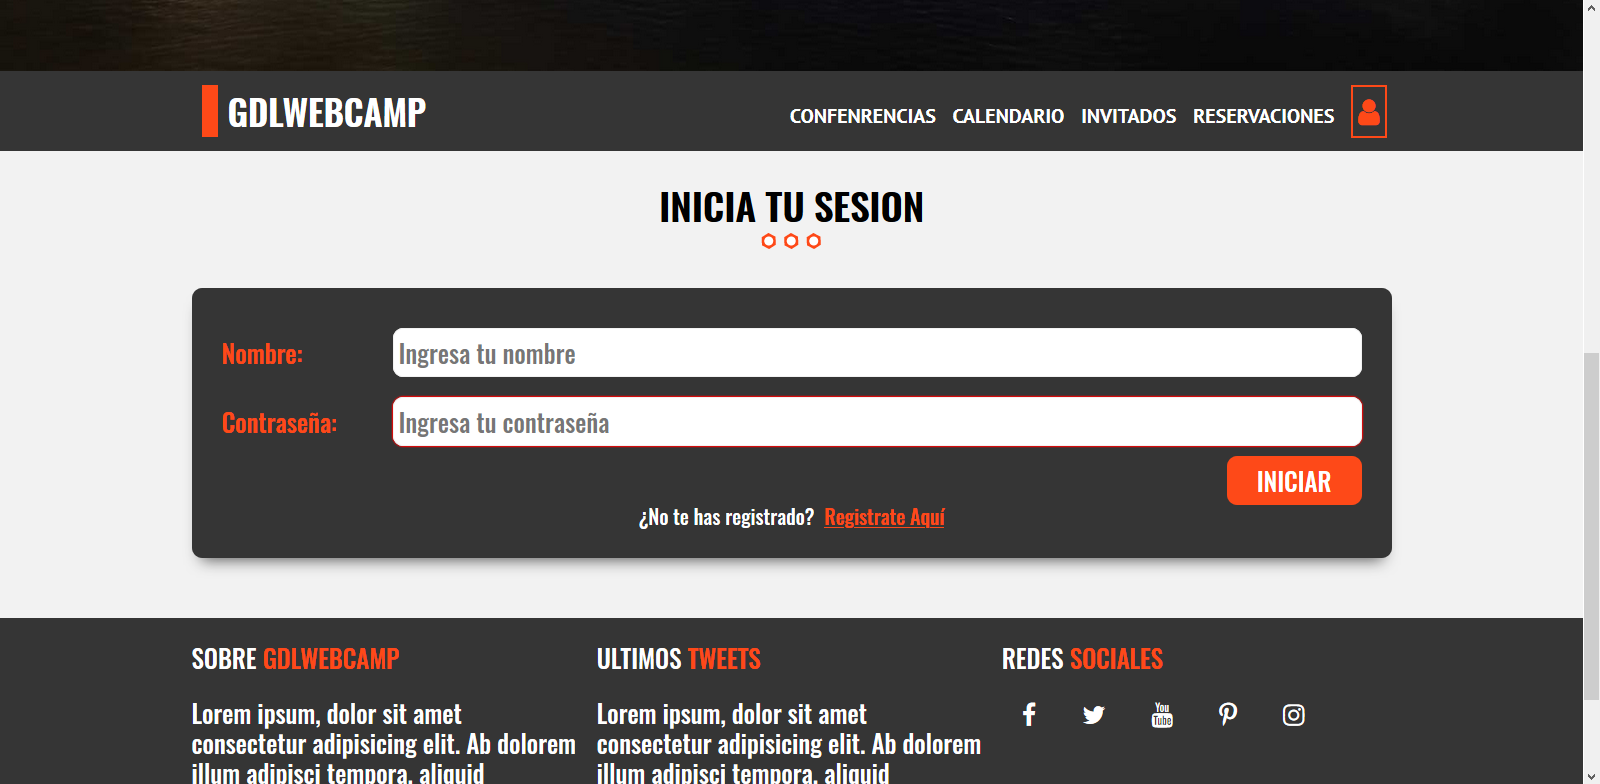 GDLWEBCAMP
CONFENRENCIAS CALENDARIO INVITADOS RESERVACIONES
INICIA TU SESION
Nombre: Ingresa tu nombre
Contraseña: Ingresa tu contraseña
INICIAR
¿No te has registrado? Registrate Aquí
SOBRE GDLWEBCAMP
Lorem ipsum, dolor sit amet
consectetur adipisicing elit. Ab dolorem
illum adipisci tempora, aliquid
ULTIMOS TWEETS
Lorem ipsum, dolor sit amet
consectetur adipisicing elit. Ab dolorem
illum adipisci tempora, aliquid
REDES SOCIALES
You
Tube